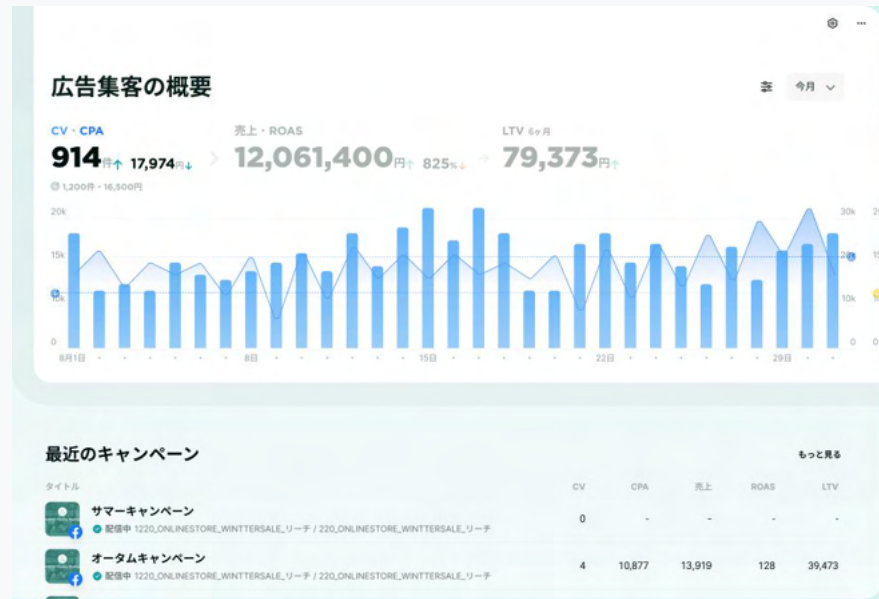 広告集客の概要
今月
CV・CPA
914件↑ 17,974円↓
1,200件・16,500円
売上・ROAS
12,061,400円↑ 825%↓
LTV 6ヶ月
79,373円↑
20k
15k
10k
0
30k
20k
10k
0
8月1日
8日
15日
22日
29日
最近のキャンペーン
もっと見る
タイトル CV CPA 売上 ROAS LTV
サマーキャンペーン
配信中 1220_ONLINESTORE_WINTTERSALE_リーチ / 220_ONLINESTORE_WINTTERSALE_リーチ
0 - - - -
オータムキャンペーン
配信中 1220_ONLINESTORE_WINTTERSALE_リーチ / 220_ONLINESTORE_WINTTERSALE_リーチ
4 10,877 13,919 128 39,473